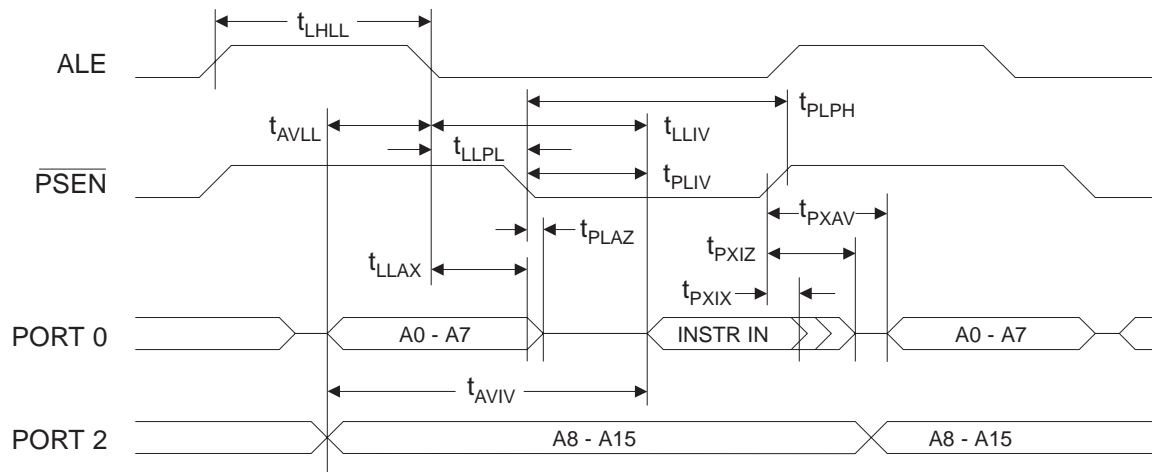 tLHLL
ALE
tPLPH
tAVLL
tLLIV
tLLPL
PSEN
tPLIV
tPXAV
tPLAZ
tPXIZ
tLLAX
tPXIX
PORT 0
A0 - A7
INSTR IN
A0 - A7
tAVIV
PORT 2
A8 - A15
A8 - A15